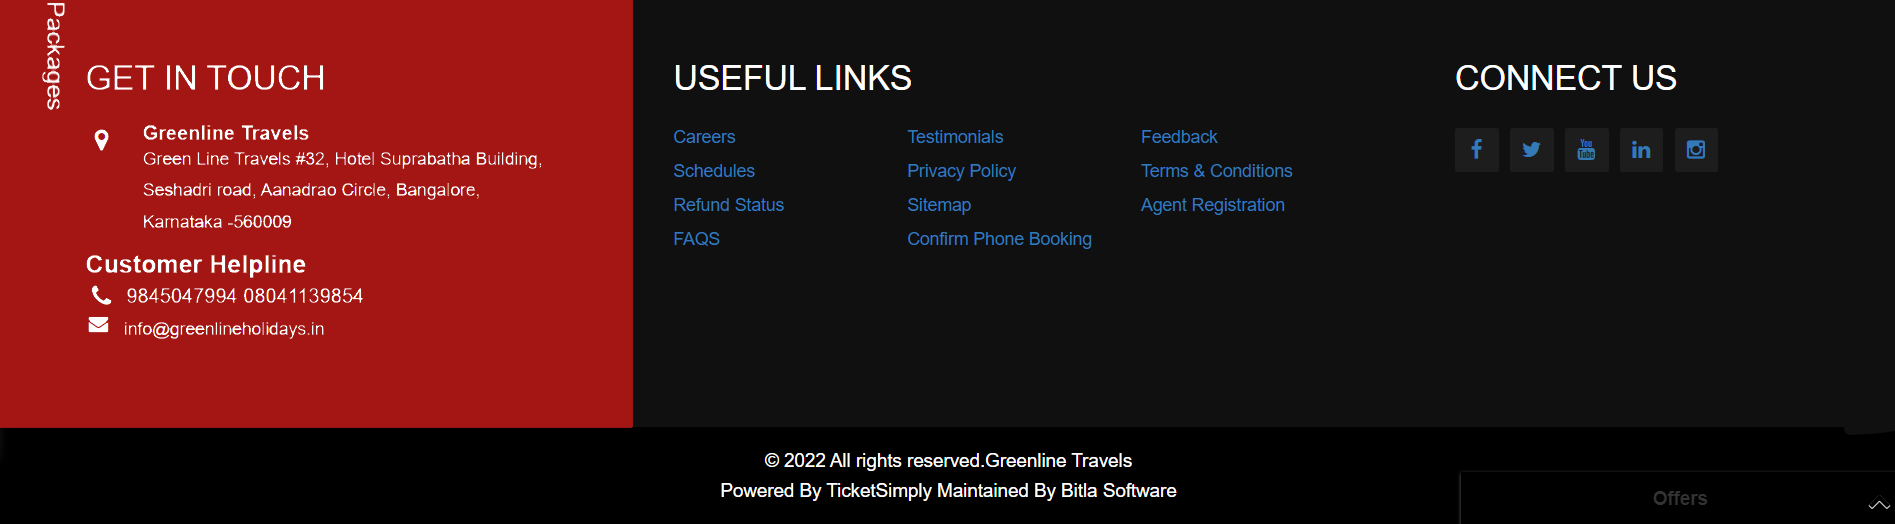 Packages
GET IN TOUCH
Greenline Travels
Green Line Travels #32, Hotel Suprabatha Building,
Seshadri road, Aanadrao Circle, Bangalore,
Karnataka -560009
Customer Helpline
9845047994 08041139854
info@greenlineholidays.in
USEFUL LINKS
Careers
Schedules
Refund Status
FAQS
Testimonials
Privacy Policy
Sitemap
Confirm Phone Booking
Feedback
Terms & Conditions
Agent Registration
CONNECT US
You Tube
© 2022 All rights reserved.Greenline Travels
Powered By TicketSimply Maintained By Bitla Software
Offers